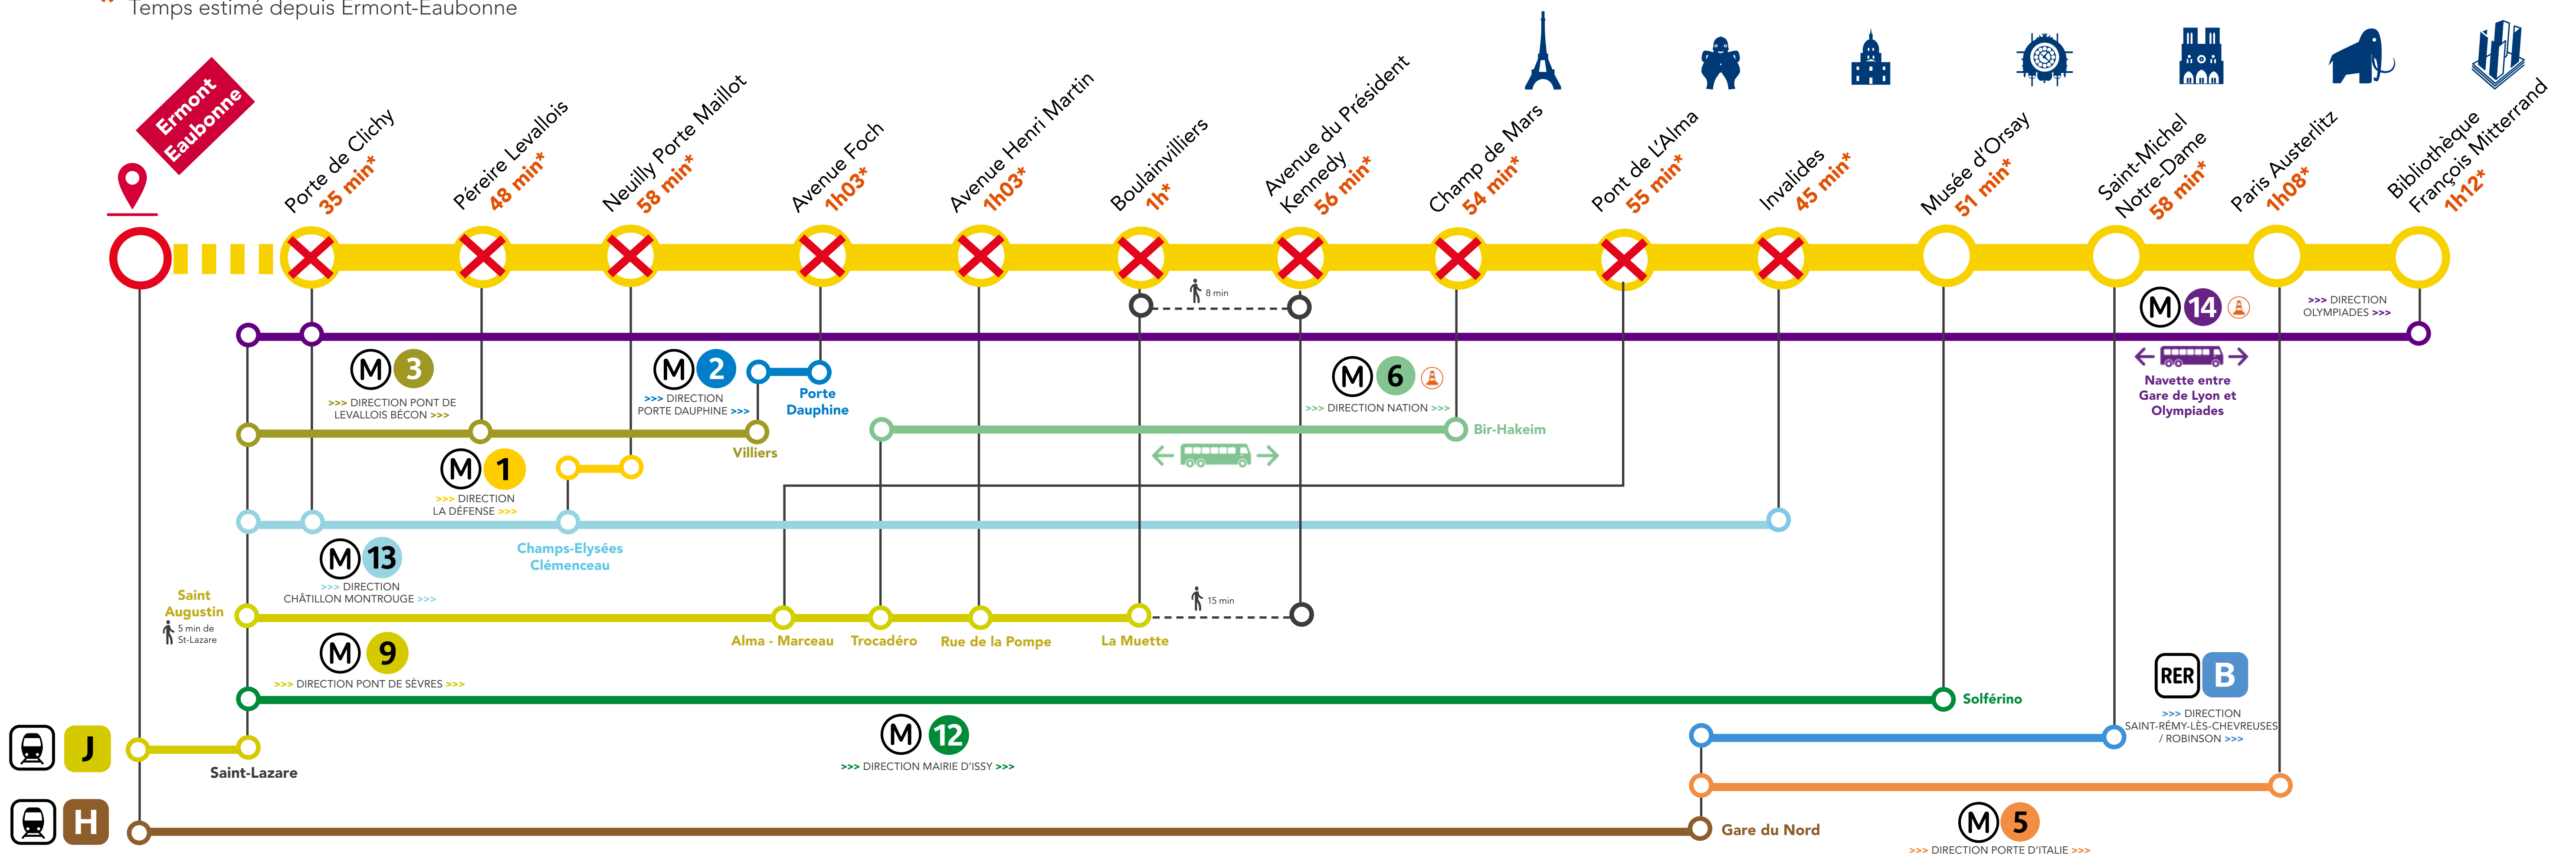 * Temps estimé depuis Ermont-Eaubonne
Ermont
Eaubonne
Porte de Clichy
35 min*
Péreire Levallois
48 min*
Neuilly Porte Maillot
58 min*
Avenue Foch
1h03*
Avenue Henri Martin
1h03*
Boulainvilliers
1h*
Avenue du Président
Kennedy
56 min*
Champ de Mars
54 min*
Pont de L'Alma
55 min*
Invalides
45 min*
Musée d'Orsay
51 min*
Saint-Michel
Notre-Dame
58 min*
Paris Austerlitz
1h08*
Bibliothèque
François Mitterrand
1h12*
8 min
M 14
>>> DIRECTION
OLYMPIADES >>>
Navette entre
Gare de Lyon et
Olympiades
M 3
>>> DIRECTION PONT DE
LEVALLOIS BÉCON >>>
M 2
>>> DIRECTION
PORTE DAUPHINE >>>
Porte
Dauphine
M 6
>>> DIRECTION NATION >>>
Bir-Hakeim
Villiers
M 1
>>> DIRECTION
LA DÉFENSE >>>
Champs-Elysées
Clémenceau
M 13
>>> DIRECTION
CHÂTILLON MONTROUGE >>>
Saint
Augustin
5 min de
St-Lazare
15 min
Alma - Marceau
Trocadéro
Rue de la Pompe
La Muette
M 9
>>> DIRECTION PONT DE SÈVRES >>>
Solférino
RER B
>>> DIRECTION
SAINT-RÉMY-LÈS-CHEVREUSES
/ ROBINSON >>>
M 12
>>> DIRECTION MAIRIE D'ISSY >>>
J
Saint-Lazare
H
Gare du Nord
M 5
>>> DIRECTION PORTE D'ITALIE >>>